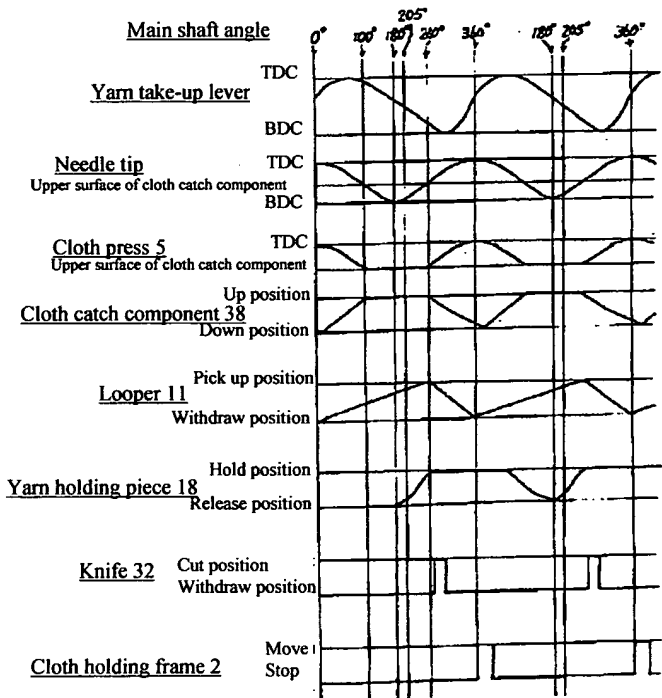 205°
Main shaft angle
0° 100° 180° 260° 360° 180° 205° 360°
TDC
Yarn take-up lever
BDC
Needle tip TDC
Upper surface of cloth catch component
BDC
Cloth press 5 TDC
Upper surface of cloth catch component
Up position
Cloth catch component 38
Down position
Pick up position
Looper 11
Withdraw position
Hold position
Yarn holding piece 18
Release position
Knife 32 Cut position
Withdraw position
Move
Cloth holding frame 2 Stop